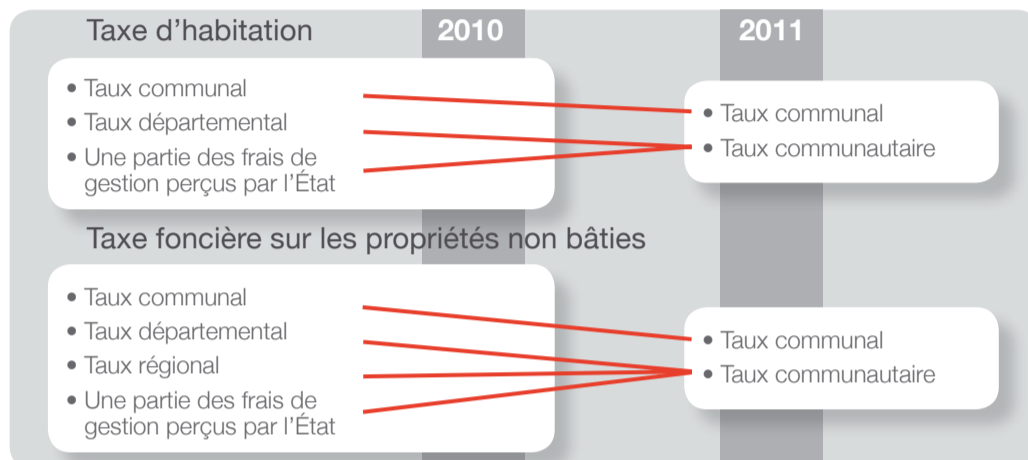 Taxe d’habitation 2010 2011
• Taux communal
• Taux départemental
• Une partie des frais de
gestion perçus par l’État
• Taux communal
• Taux communautaire
Taxe foncière sur les propriétés non bâties
• Taux communal
• Taux départemental
• Taux régional
• Une partie des frais de
gestion perçus par l’État
• Taux communal
• Taux communautaire